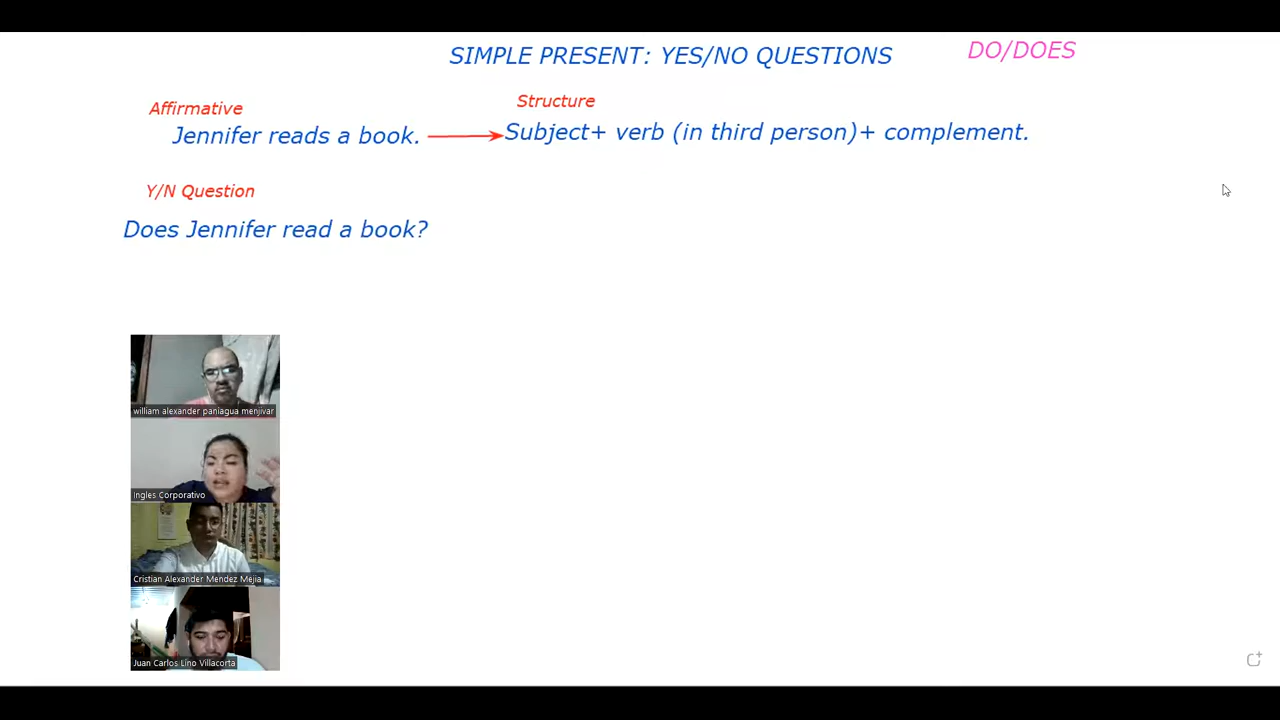 SIMPLE PRESENT: YES/NO QUESTIONS
DO/DOES
Affirmative
Structure
Jennifer reads a book.
Subject+ verb (in third person)+ complement.
Y/N Question
Does Jennifer read a book?
william alexander paniagua menjivar
Ingles Corporativo
Cristian Alexander Mendez Mejia
Juan Carlos Lino Villacorta